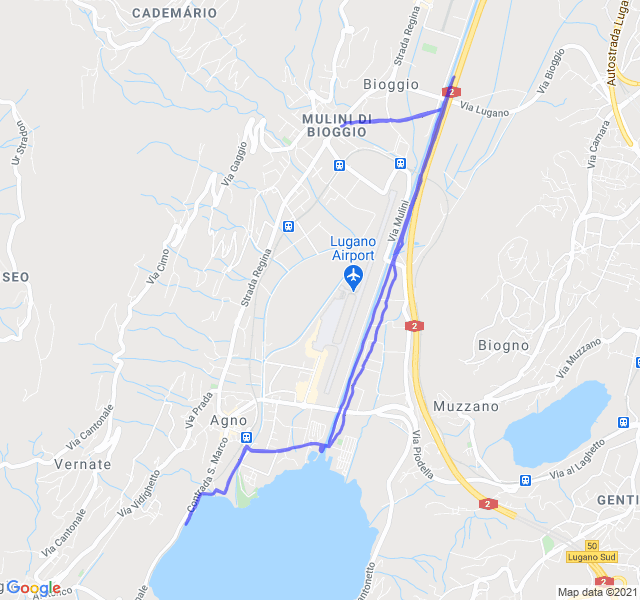 CADEMÁRIO
Strada Regina
Autostrada Luga
Bioggio
2
Via Bioggio
Via Lugano
MULINI DI
BIOGGIO
Ur Stradun
Via Gaggio
Via Camara
Via Mulini
Lugano
Airport
Via Cimo
Strada Regina
SEO
2
Biogno
Via Muzzano
Via Prada
Muzzano
Agno
Via Cantonale
Contrada S. Marco
Via Piodella
Via al Laghetto
Vernate
Via Vidighetto
GENTI
2
Via Cantonale
50
Lugano Sud
2
Google
Cantonetto
Map data ©2021